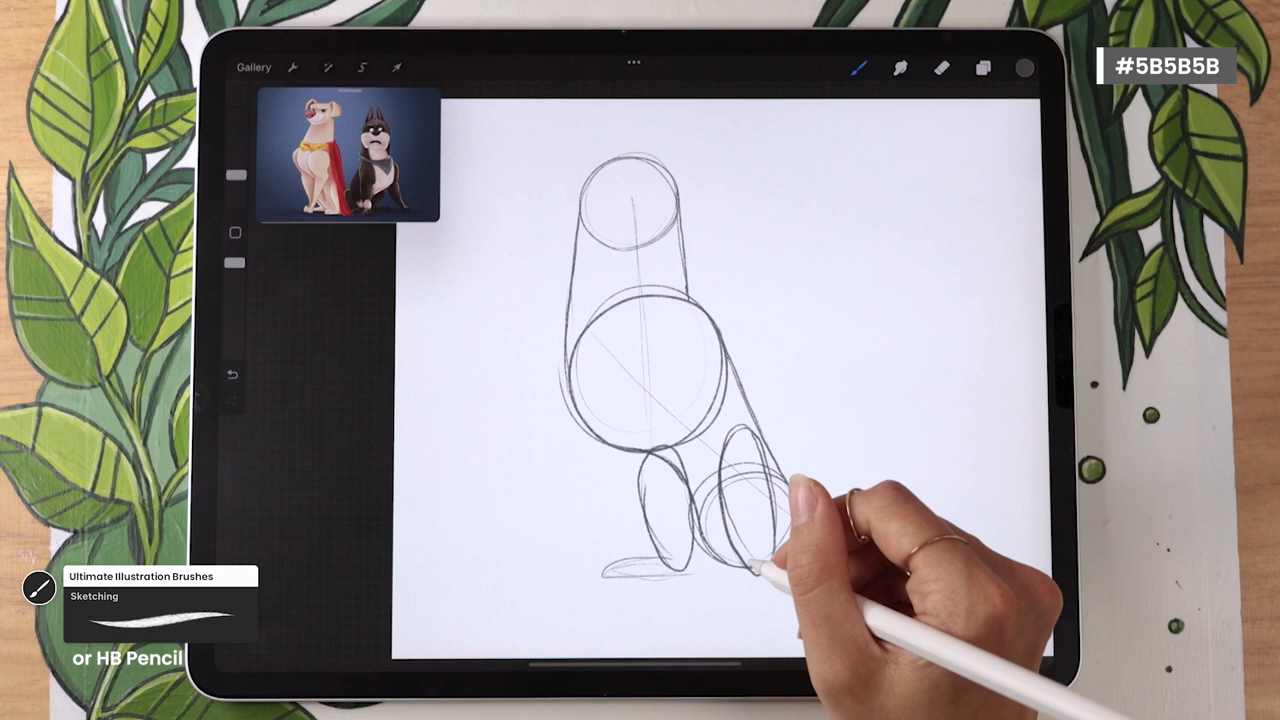 #5B5B5B
Gallery
Ultimate Illustration Brushes
Sketching
or HB Pencil